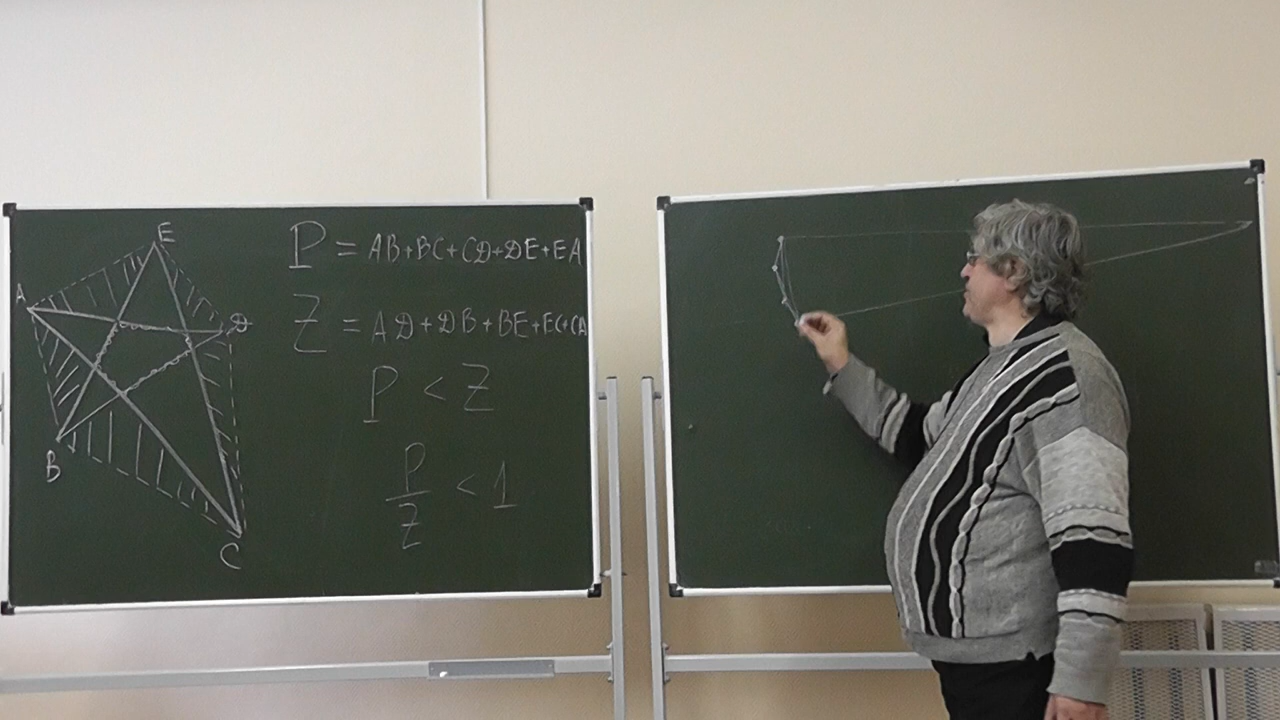 E
A
D
B
C
P = AB+BC+CD+DE+EA
Z = AD+DB+BE+EC+CA
P < Z
P
Z
< 1